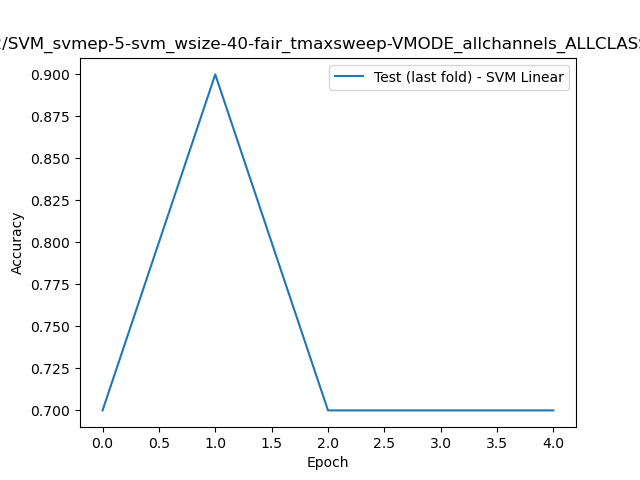 /SVM_svmep-5-svm_wsize-40-fair_tmaxsweep-VMODE_allchannels_ALLCLAS
Test (last fold) - SVM Linear
Accuracy
0.900
0.875
0.850
0.825
0.800
0.775
0.750
0.725
0.700
0.0 0.5 1.0 1.5 2.0 2.5 3.0 3.5 4.0
Epoch